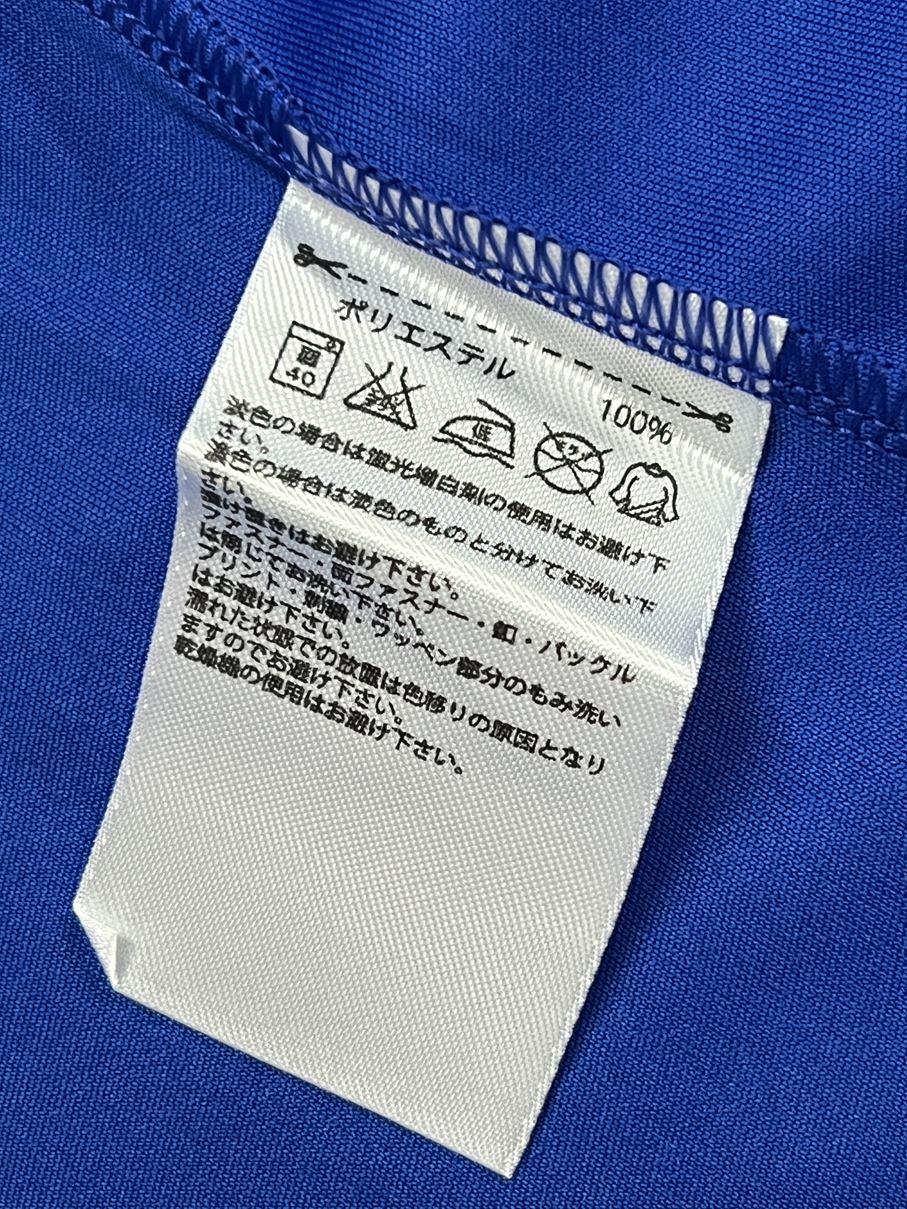 ポリエステル 100%
40
低
淡色の場合は蛍光増白剤の使用はお避け下
さい。
濃色の場合は淡色のものと分けてお洗い下
さい。
漬け置きはお避け下さい。
ファスナー・面ファスナー・釦・バックル
は閉じてお洗い下さい。
プリント・刺繍・ワッペン部分のもみ洗い
はお避け下さい。
濡れた状態での放置は色移りの原因となり
ますのでお避け下さい。
乾燥機の使用はお避け下さい。